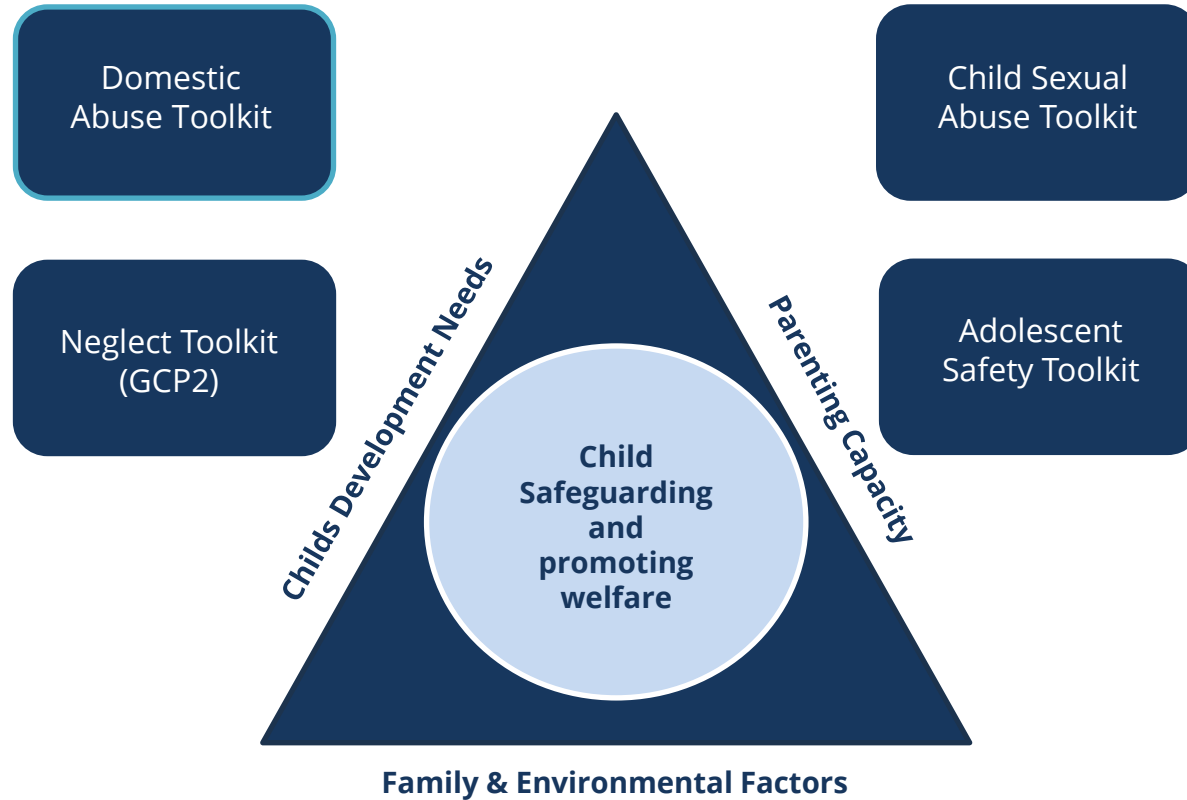 Domestic
Abuse Toolkit
Child Sexual
Abuse Toolkit
Neglect Toolkit
(GCP2)
Adolescent
Safety Toolkit
Childs Development Needs
Parenting Capacity
Child
Safeguarding
and
promoting
welfare
Family & Environmental Factors